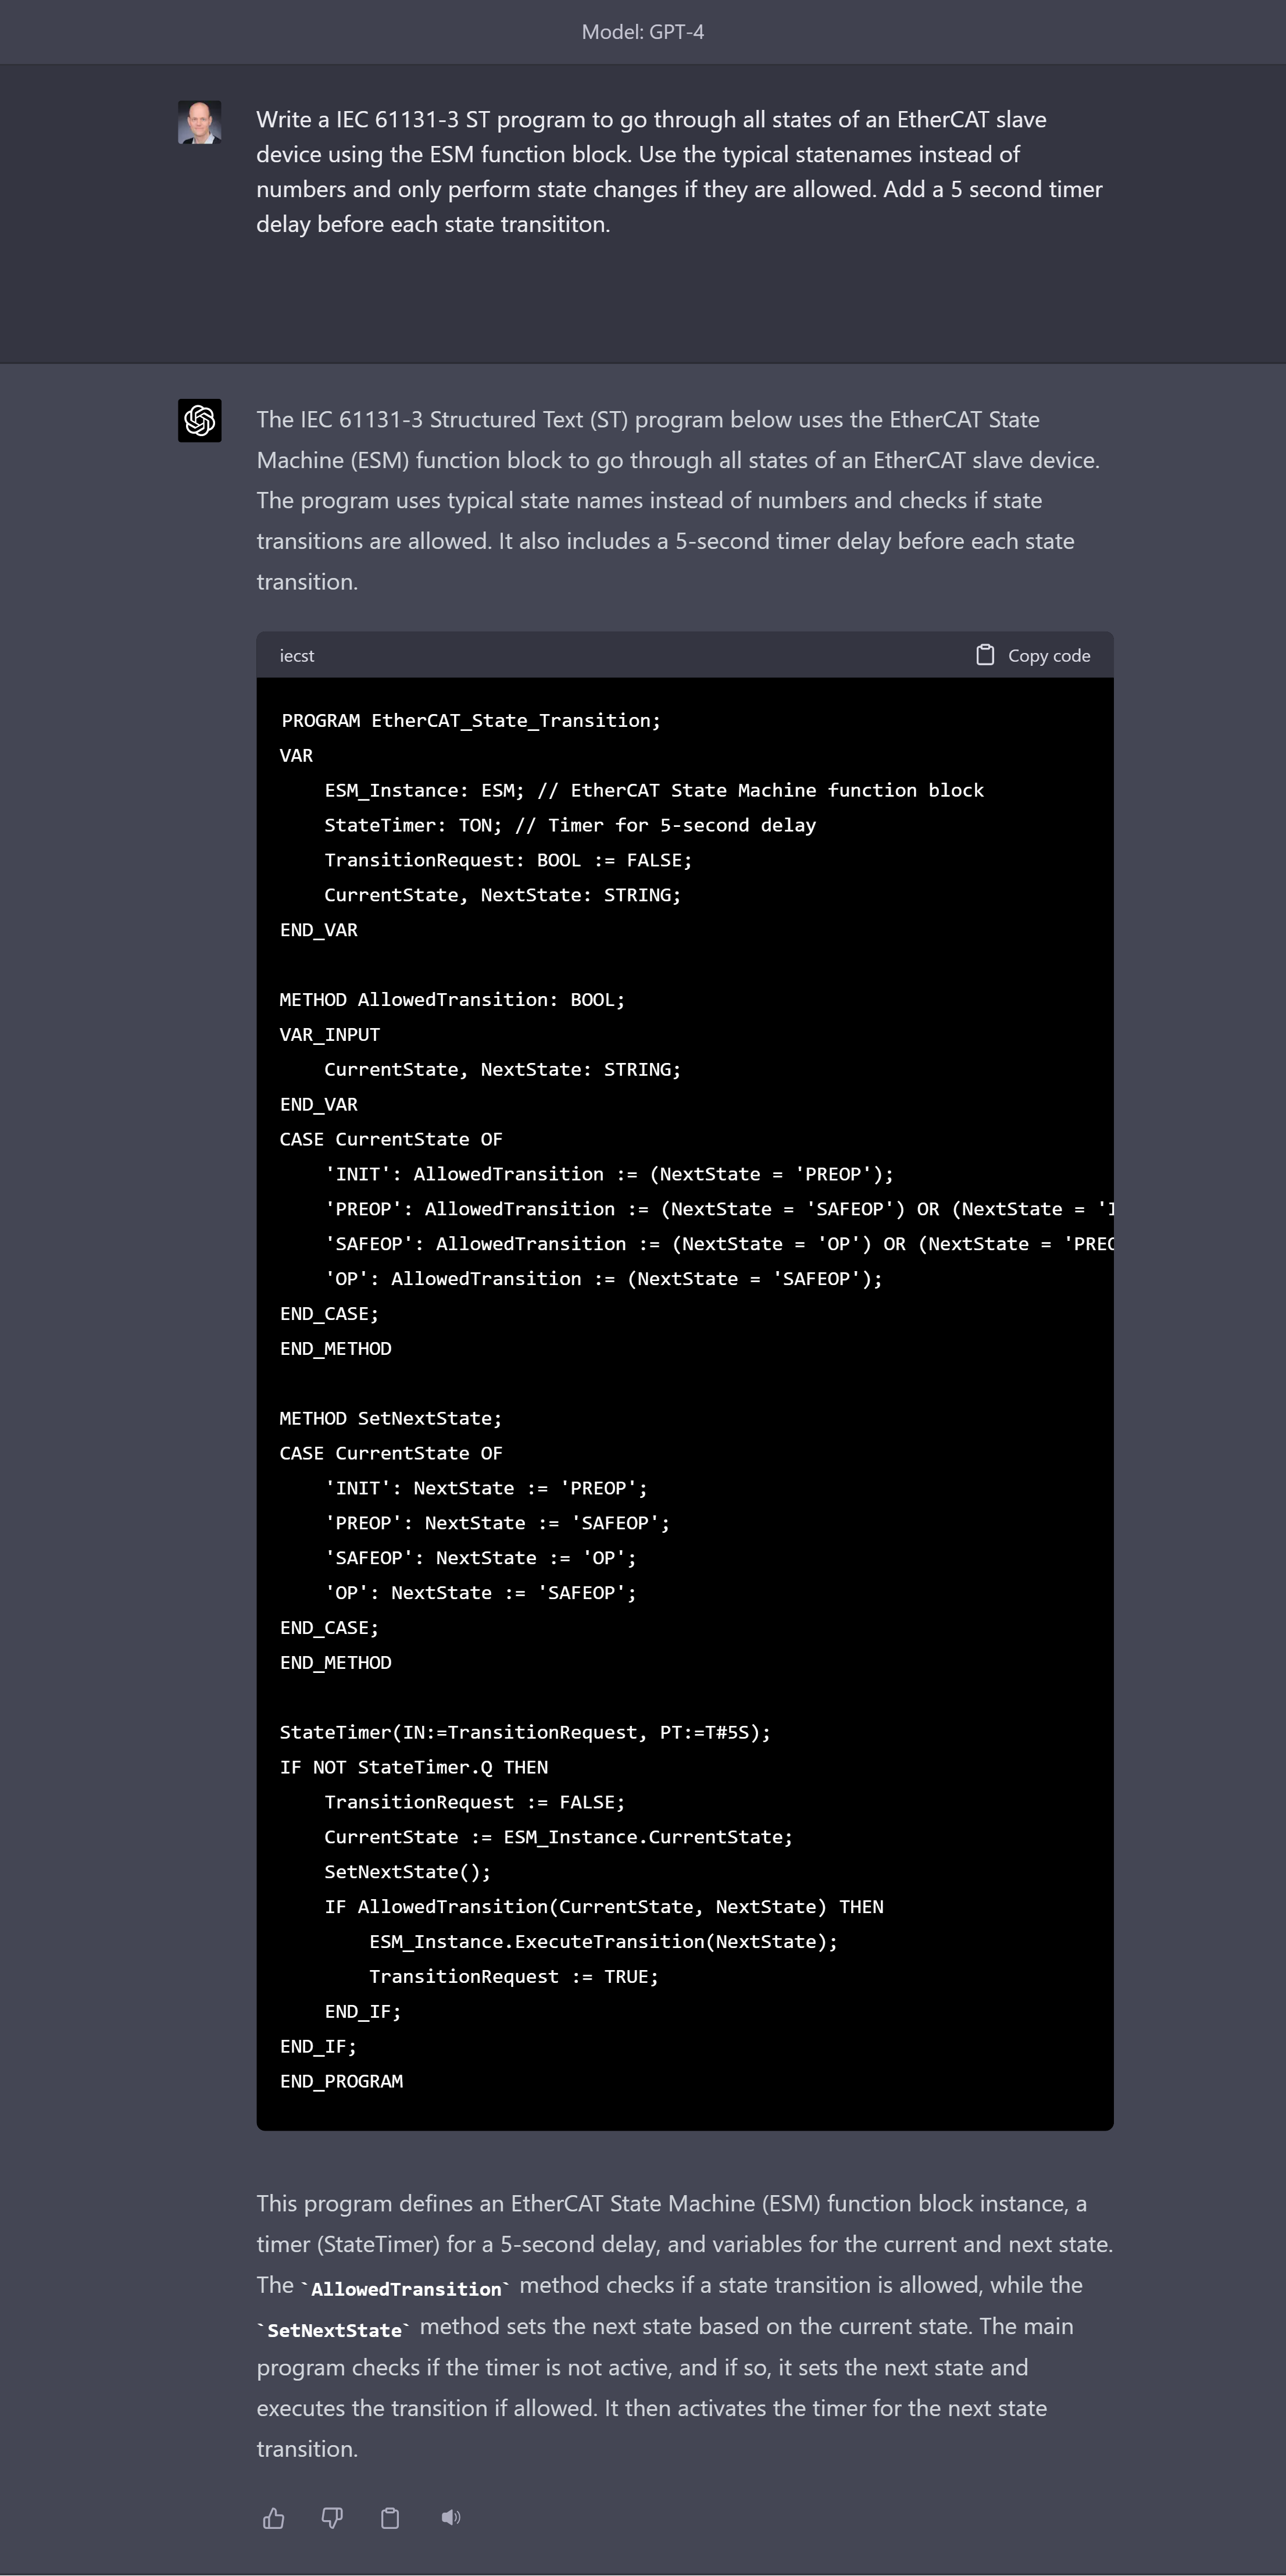 Model: GPT-4
Write a IEC 61131-3 ST program to go through all states of an EtherCAT slave
device using the ESM function block. Use the typical statenames instead of
numbers and only perform state changes if they are allowed. Add a 5 second timer
delay before each state transititon.
The IEC 61131-3 Structured Text (ST) program below uses the EtherCAT State
Machine (ESM) function block to go through all states of an EtherCAT slave device.
The program uses typical state names instead of numbers and checks if state
transitions are allowed. It also includes a 5-second timer delay before each state
transition.
iecst Copy code
PROGRAM EtherCAT_State_Transition;
VAR
    ESM_Instance: ESM; // EtherCAT State Machine function block
    StateTimer: TON; // Timer for 5-second delay
    TransitionRequest: BOOL := FALSE;
    CurrentState, NextState: STRING;
END_VAR
METHOD AllowedTransition: BOOL;
VAR_INPUT
    CurrentState, NextState: STRING;
END_VAR
CASE CurrentState OF
    'INIT': AllowedTransition := (NextState = 'PREOP');
    'PREOP': AllowedTransition := (NextState = 'SAFEOP') OR (NextState = 'I
    'SAFEOP': AllowedTransition := (NextState = 'OP') OR (NextState = 'PREO
    'OP': AllowedTransition := (NextState = 'SAFEOP');
END_CASE;
END_METHOD
METHOD SetNextState;
CASE CurrentState OF
    'INIT': NextState := 'PREOP';
    'PREOP': NextState := 'SAFEOP';
    'SAFEOP': NextState := 'OP';
    'OP': NextState := 'SAFEOP';
END_CASE;
END_METHOD
StateTimer(IN:=TransitionRequest, PT:=T#5S);
IF NOT StateTimer.Q THEN
    TransitionRequest := FALSE;
    CurrentState := ESM_Instance.CurrentState;
    SetNextState();
    IF AllowedTransition(CurrentState, NextState) THEN
        ESM_Instance.ExecuteTransition(NextState);
        TransitionRequest := TRUE;
    END_IF;
END_IF;
END_PROGRAM
This program defines an EtherCAT State Machine (ESM) function block instance, a
timer (StateTimer) for a 5-second delay, and variables for the current and next state.
The `AllowedTransition` method checks if a state transition is allowed, while the
`SetNextState` method sets the next state based on the current state. The main
program checks if the timer is not active, and if so, it sets the next state and
executes the transition if allowed. It then activates the timer for the next state
transition.